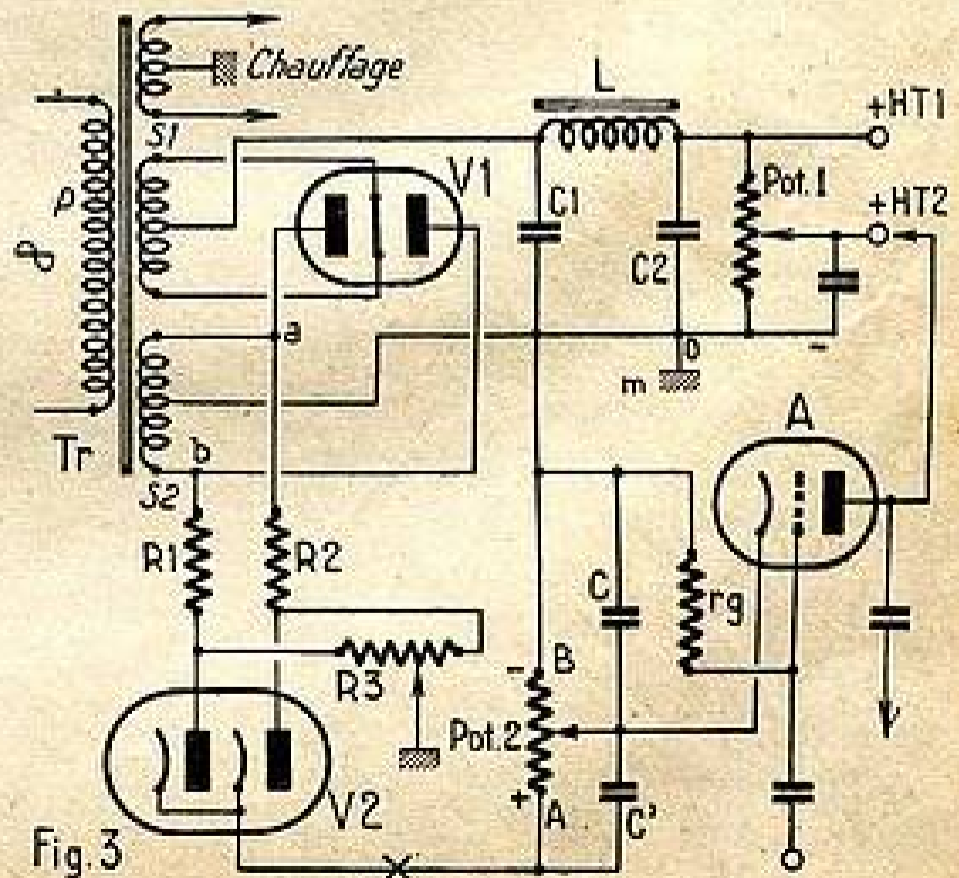 Chauffage
S1
L
+HT1
p
V1
C1
Pot.1
+HT2
C2
a
m
-
A
Tr
b
S2
R1
R2
C
rg
B
-
R3
Pot.2
+
A
C'
V2
Fig.3